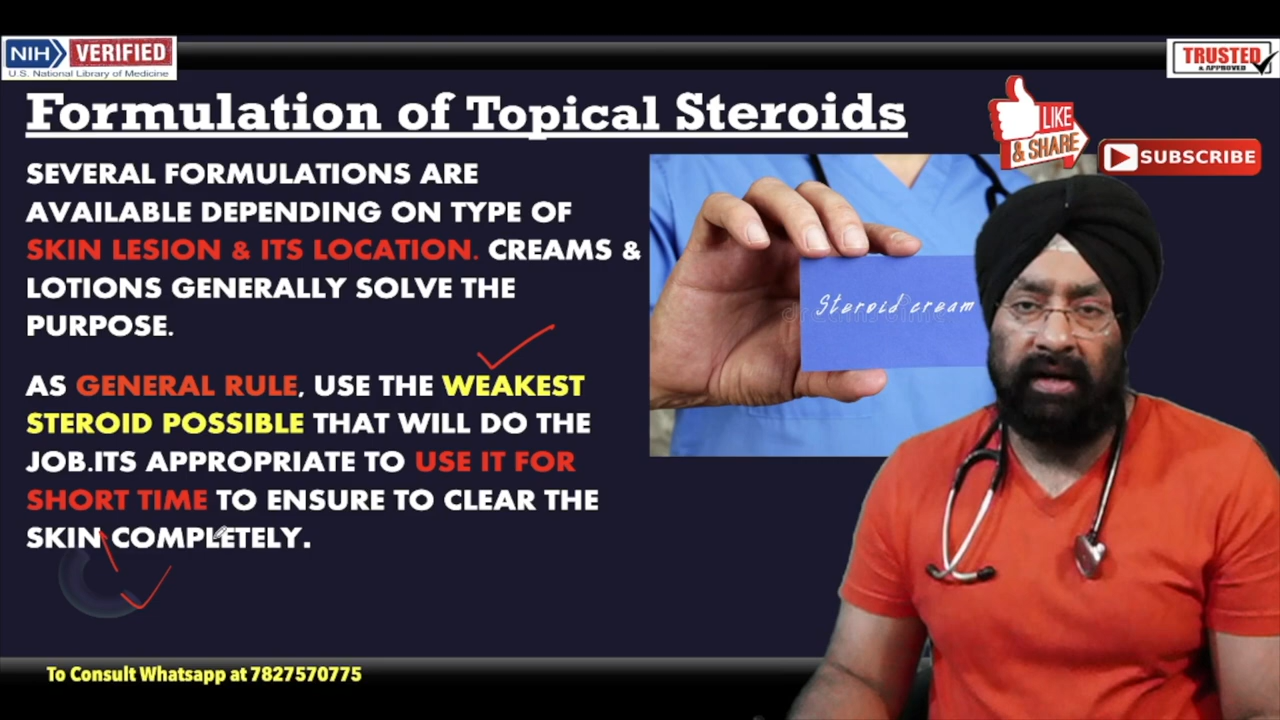 NIH VERIFIED
U.S. National Library of Medicine
TRUSTED
& APPROVED
Formulation of Topical Steroids
LIKE
& SHARE
SUBSCRIBE
SEVERAL FORMULATIONS ARE
AVAILABLE DEPENDING ON TYPE OF
SKIN LESION & ITS LOCATION. CREAMS &
LOTIONS GENERALLY SOLVE THE
PURPOSE.
Steroid cream
AS GENERAL RULE, USE THE WEAKEST
STEROID POSSIBLE THAT WILL DO THE
JOB.ITS APPROPRIATE TO USE IT FOR
SHORT TIME TO ENSURE TO CLEAR THE
SKIN COMPLETELY.
To Consult Whatsapp at 7827570775